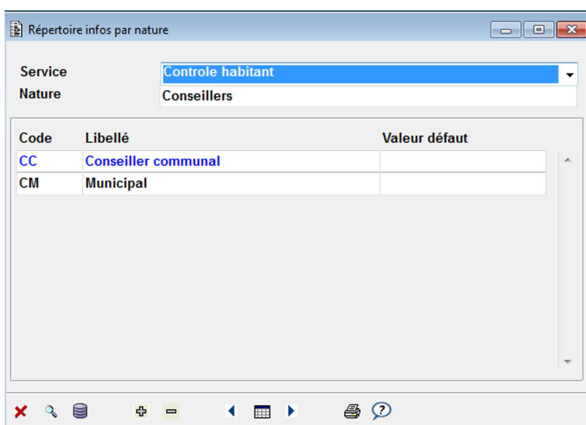 Répertoire infos par nature
Service Controle habitant
Nature Conseillers
Code Libellé Valeur défaut
CC Conseiller communal
CM Municipal